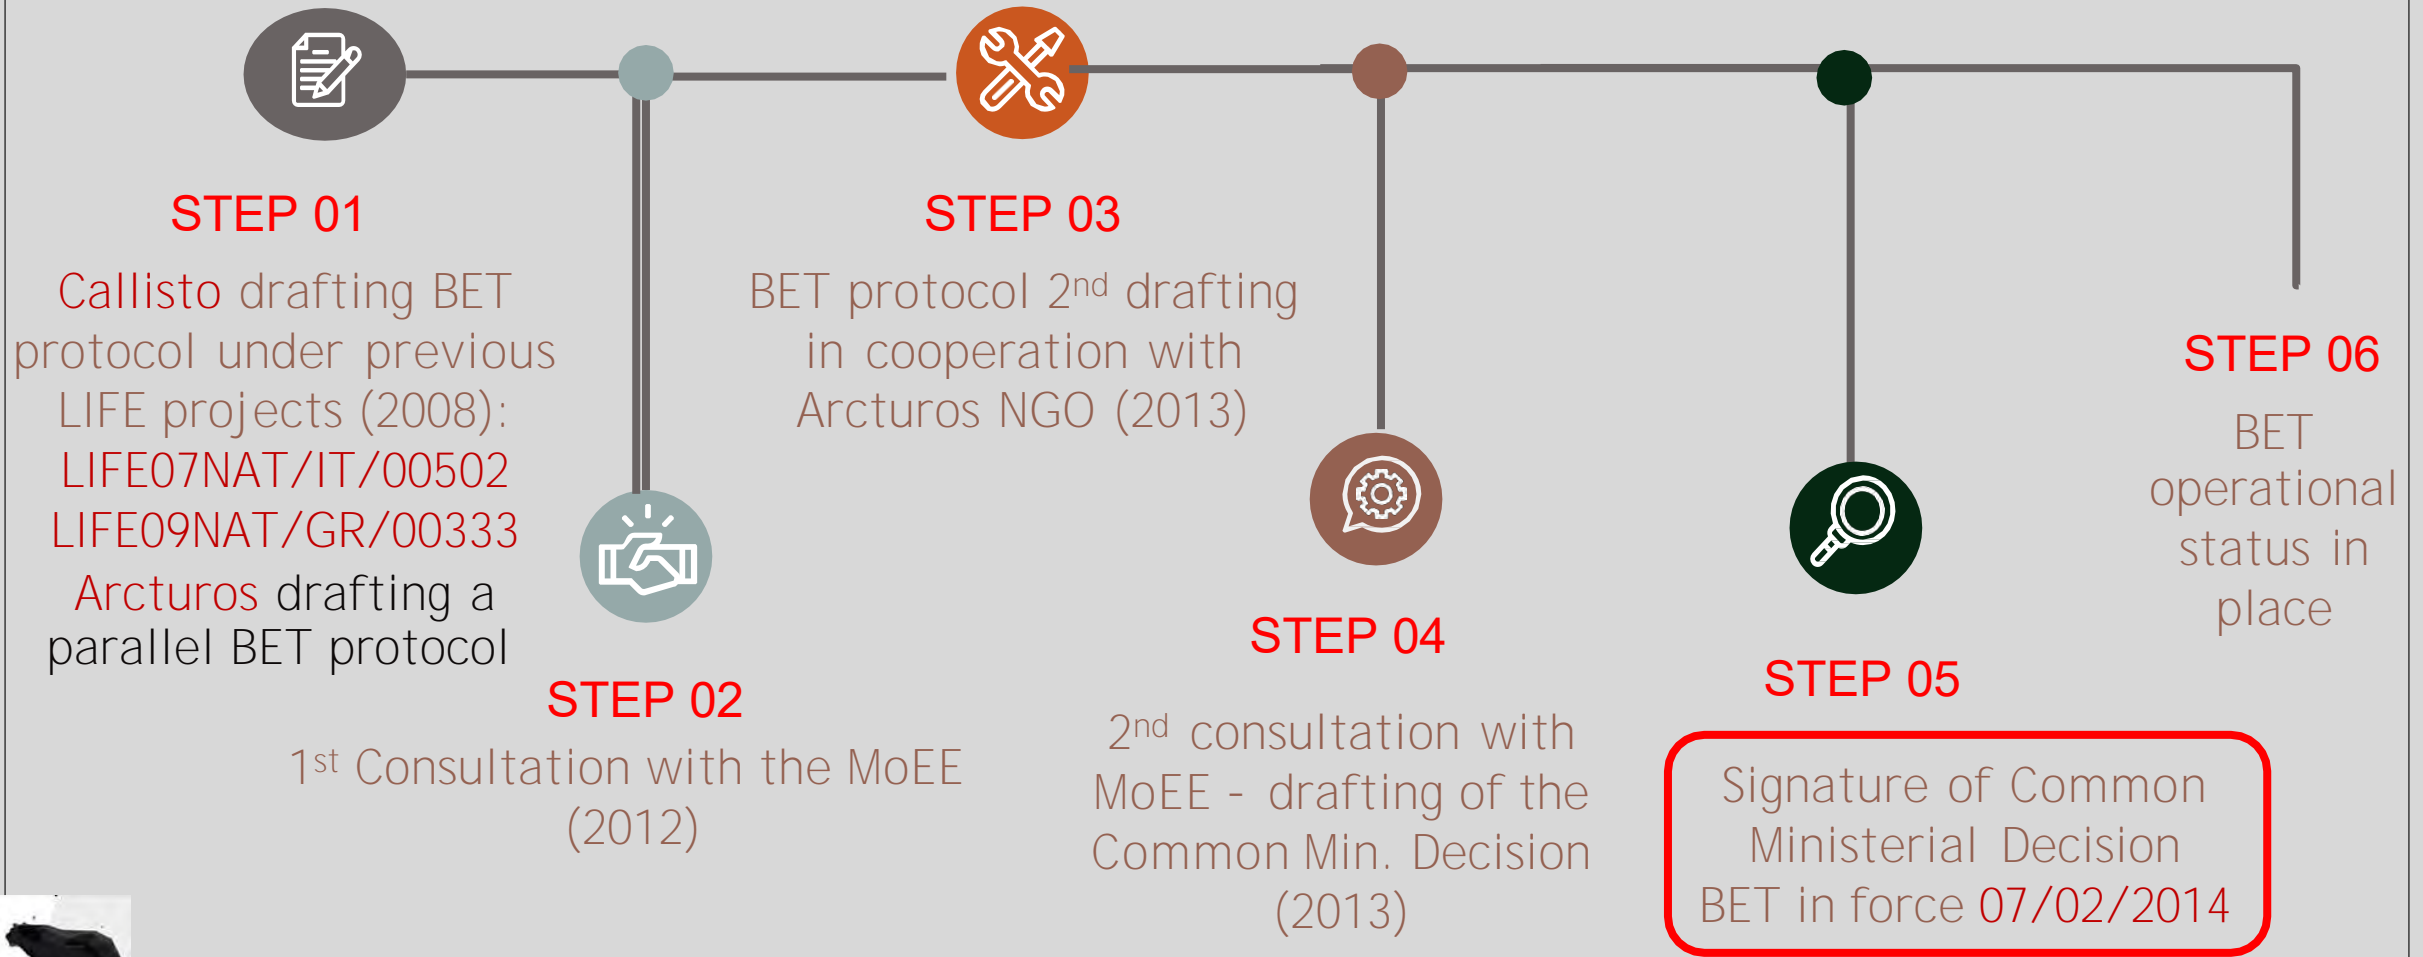 STEP 01
Callisto drafting BET
protocol under previous
LIFE projects (2008):
LIFE07NAT/IT/00502
LIFE09NAT/GR/00333
Arcturos drafting a
parallel BET protocol
STEP 02
1st Consultation with the MoEE
(2012)
STEP 03
BET protocol 2nd drafting
in cooperation with
Arcturos NGO (2013)
STEP 04
2nd consultation with
MoEE - drafting of the
Common Min. Decision
(2013)
STEP 05
Signature of Common
Ministerial Decision
BET in force 07/02/2014
STEP 06
BET
operational
status in
place